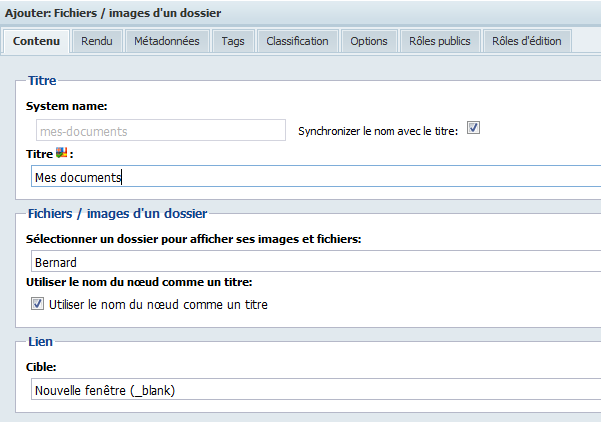 Ajouter: Fichiers / images d'un dossier
Contenu Rendu Métadonnées Tags Classification Options Rôles publics Rôles d'édition
Titre
System name:
mes-documents Synchronizer le nom avec le titre:
Titre :
Mes documents
Fichiers / images d'un dossier
Sélectionner un dossier pour afficher ses images et fichiers:
Bernard
Utiliser le nom du nœud comme un titre:
Utiliser le nom du nœud comme un titre
Lien
Cible:
Nouvelle fenêtre (_blank)